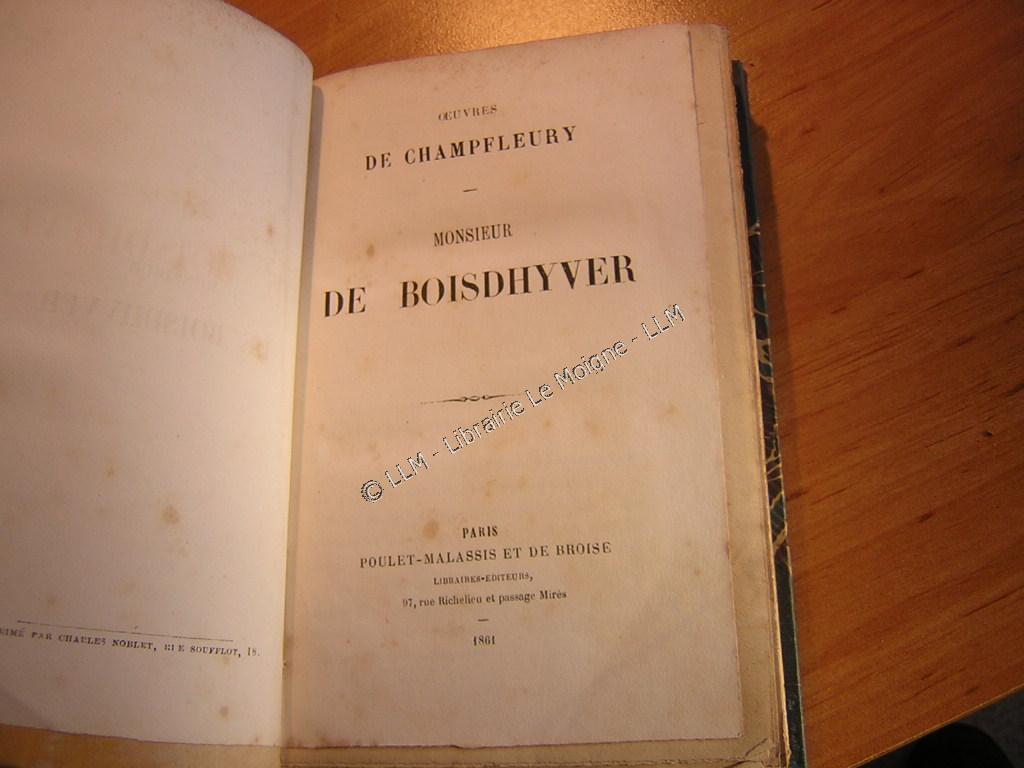 ŒUVRES
DE CHAMPFLEURY
MONSIEUR
DE BOISDHYVER
© LLM - Librairie Le Moigne - LLM
PARIS
POULET-MALASSIS ET DE BROISE
LIBRAIRES-EDITEURS,
97, rue Richelieu et passage Mirès
1861
PAR CHARLES NOBLET, RUE SOUFFLOT, 18.